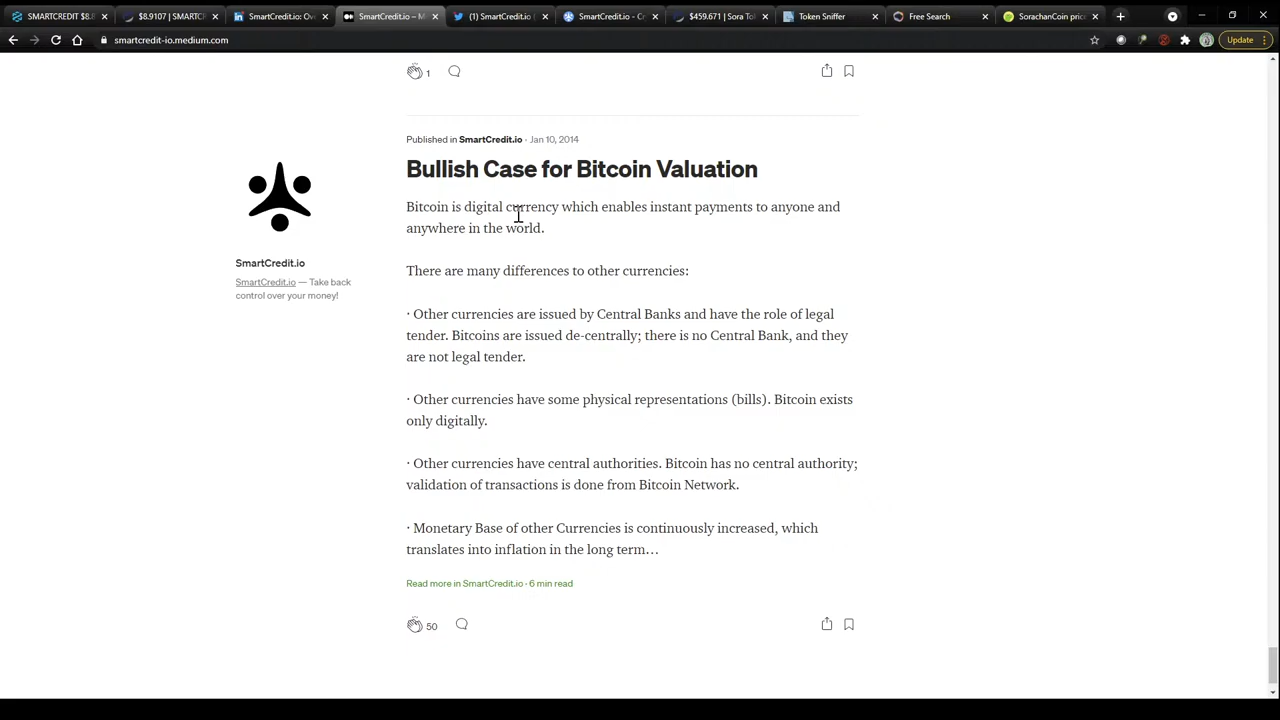 SMARTCREDIT $8.8
$8.9107 | SMARTCR
SmartCredit.io: Ove
SmartCredit.io – M
(1) SmartCredit.io (
SmartCredit.io - Cr
$459.671 | Sora Tok
Token Sniffer
Free Search
SorachanCoin pric
smartcredit-io.medium.com
Update
1
Published in SmartCredit.io · Jan 10, 2014
Bullish Case for Bitcoin Valuation
Bitcoin is digital currency which enables instant payments to anyone and
anywhere in the world.
SmartCredit.io
SmartCredit.io — Take back
control over your money!
There are many differences to other currencies:
· Other currencies are issued by Central Banks and have the role of legal
tender. Bitcoins are issued de-centrally; there is no Central Bank, and they
are not legal tender.
· Other currencies have some physical representations (bills). Bitcoin exists
only digitally.
· Other currencies have central authorities. Bitcoin has no central authority;
validation of transactions is done from Bitcoin Network.
· Monetary Base of other Currencies is continuously increased, which
translates into inflation in the long term…
Read more in SmartCredit.io · 6 min read
50